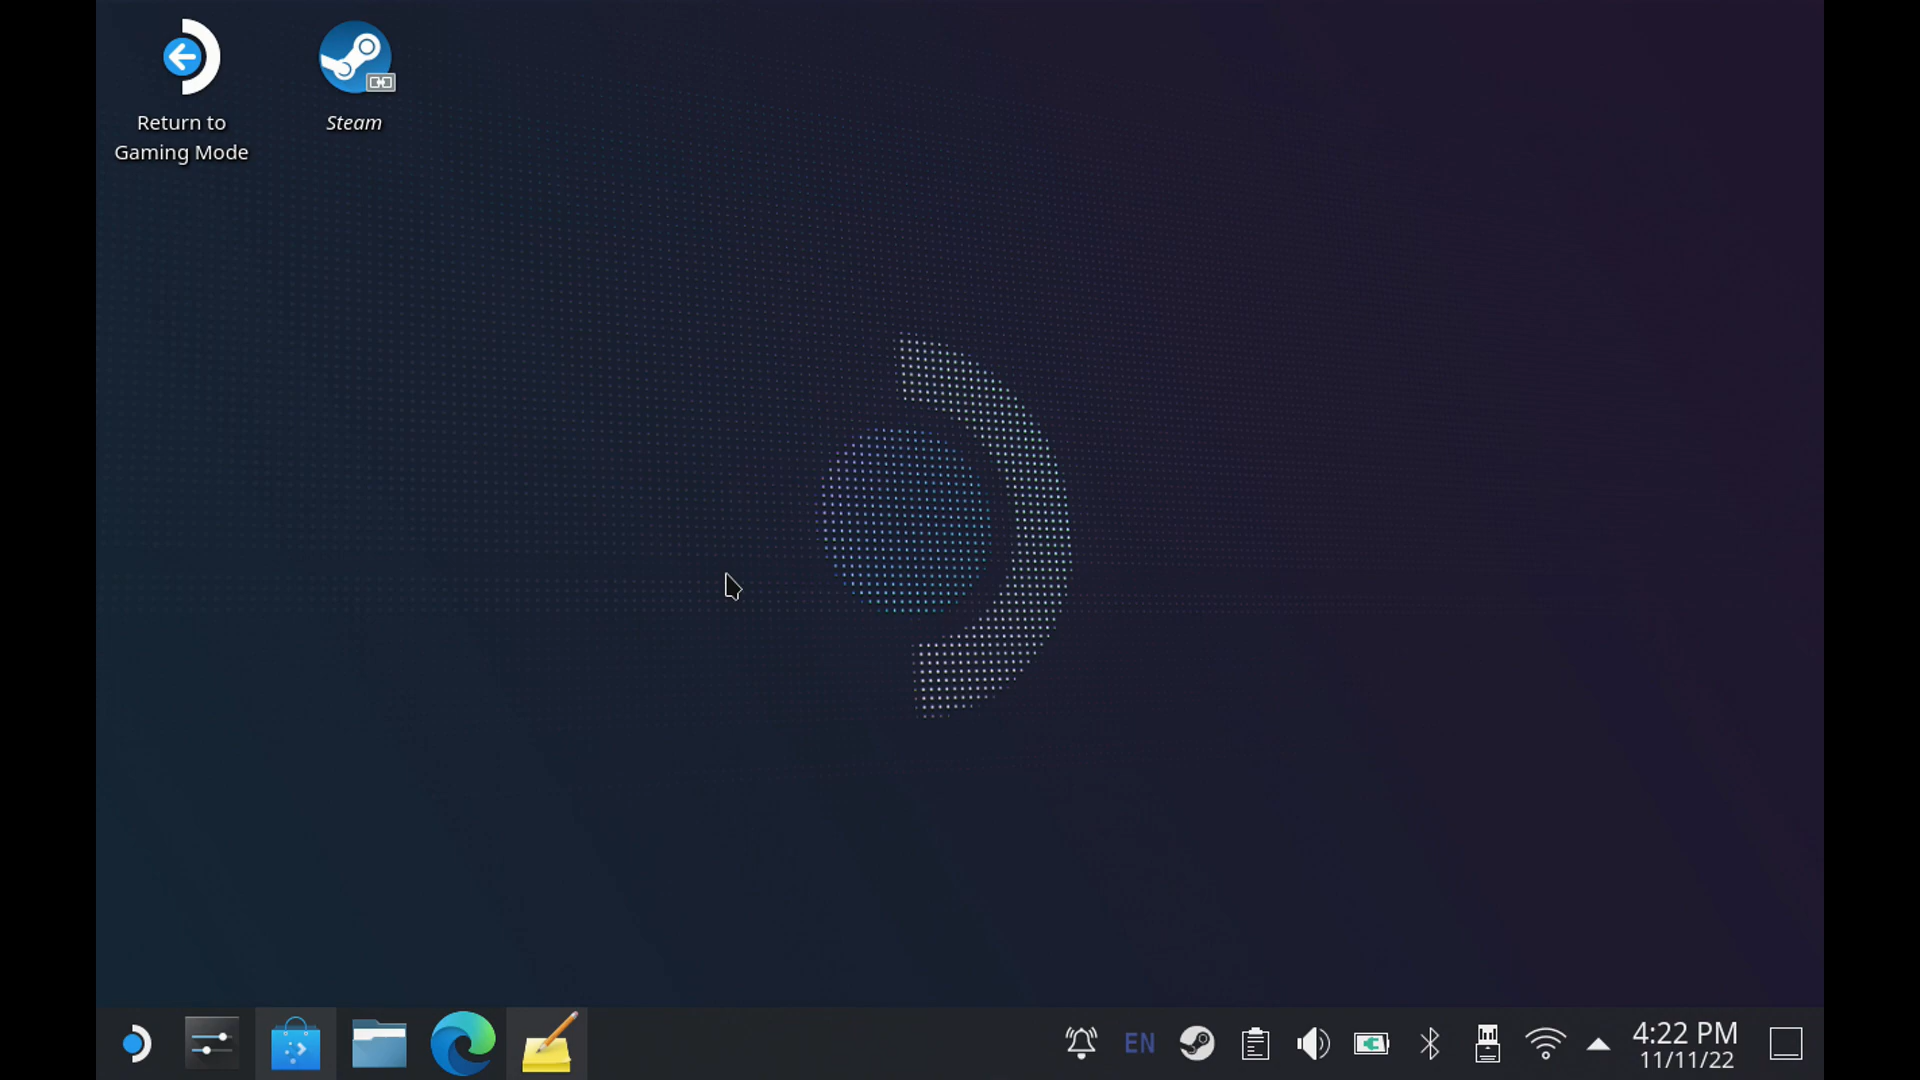 Return to
Gaming Mode
Steam
EN
4:22 PM
11/11/22